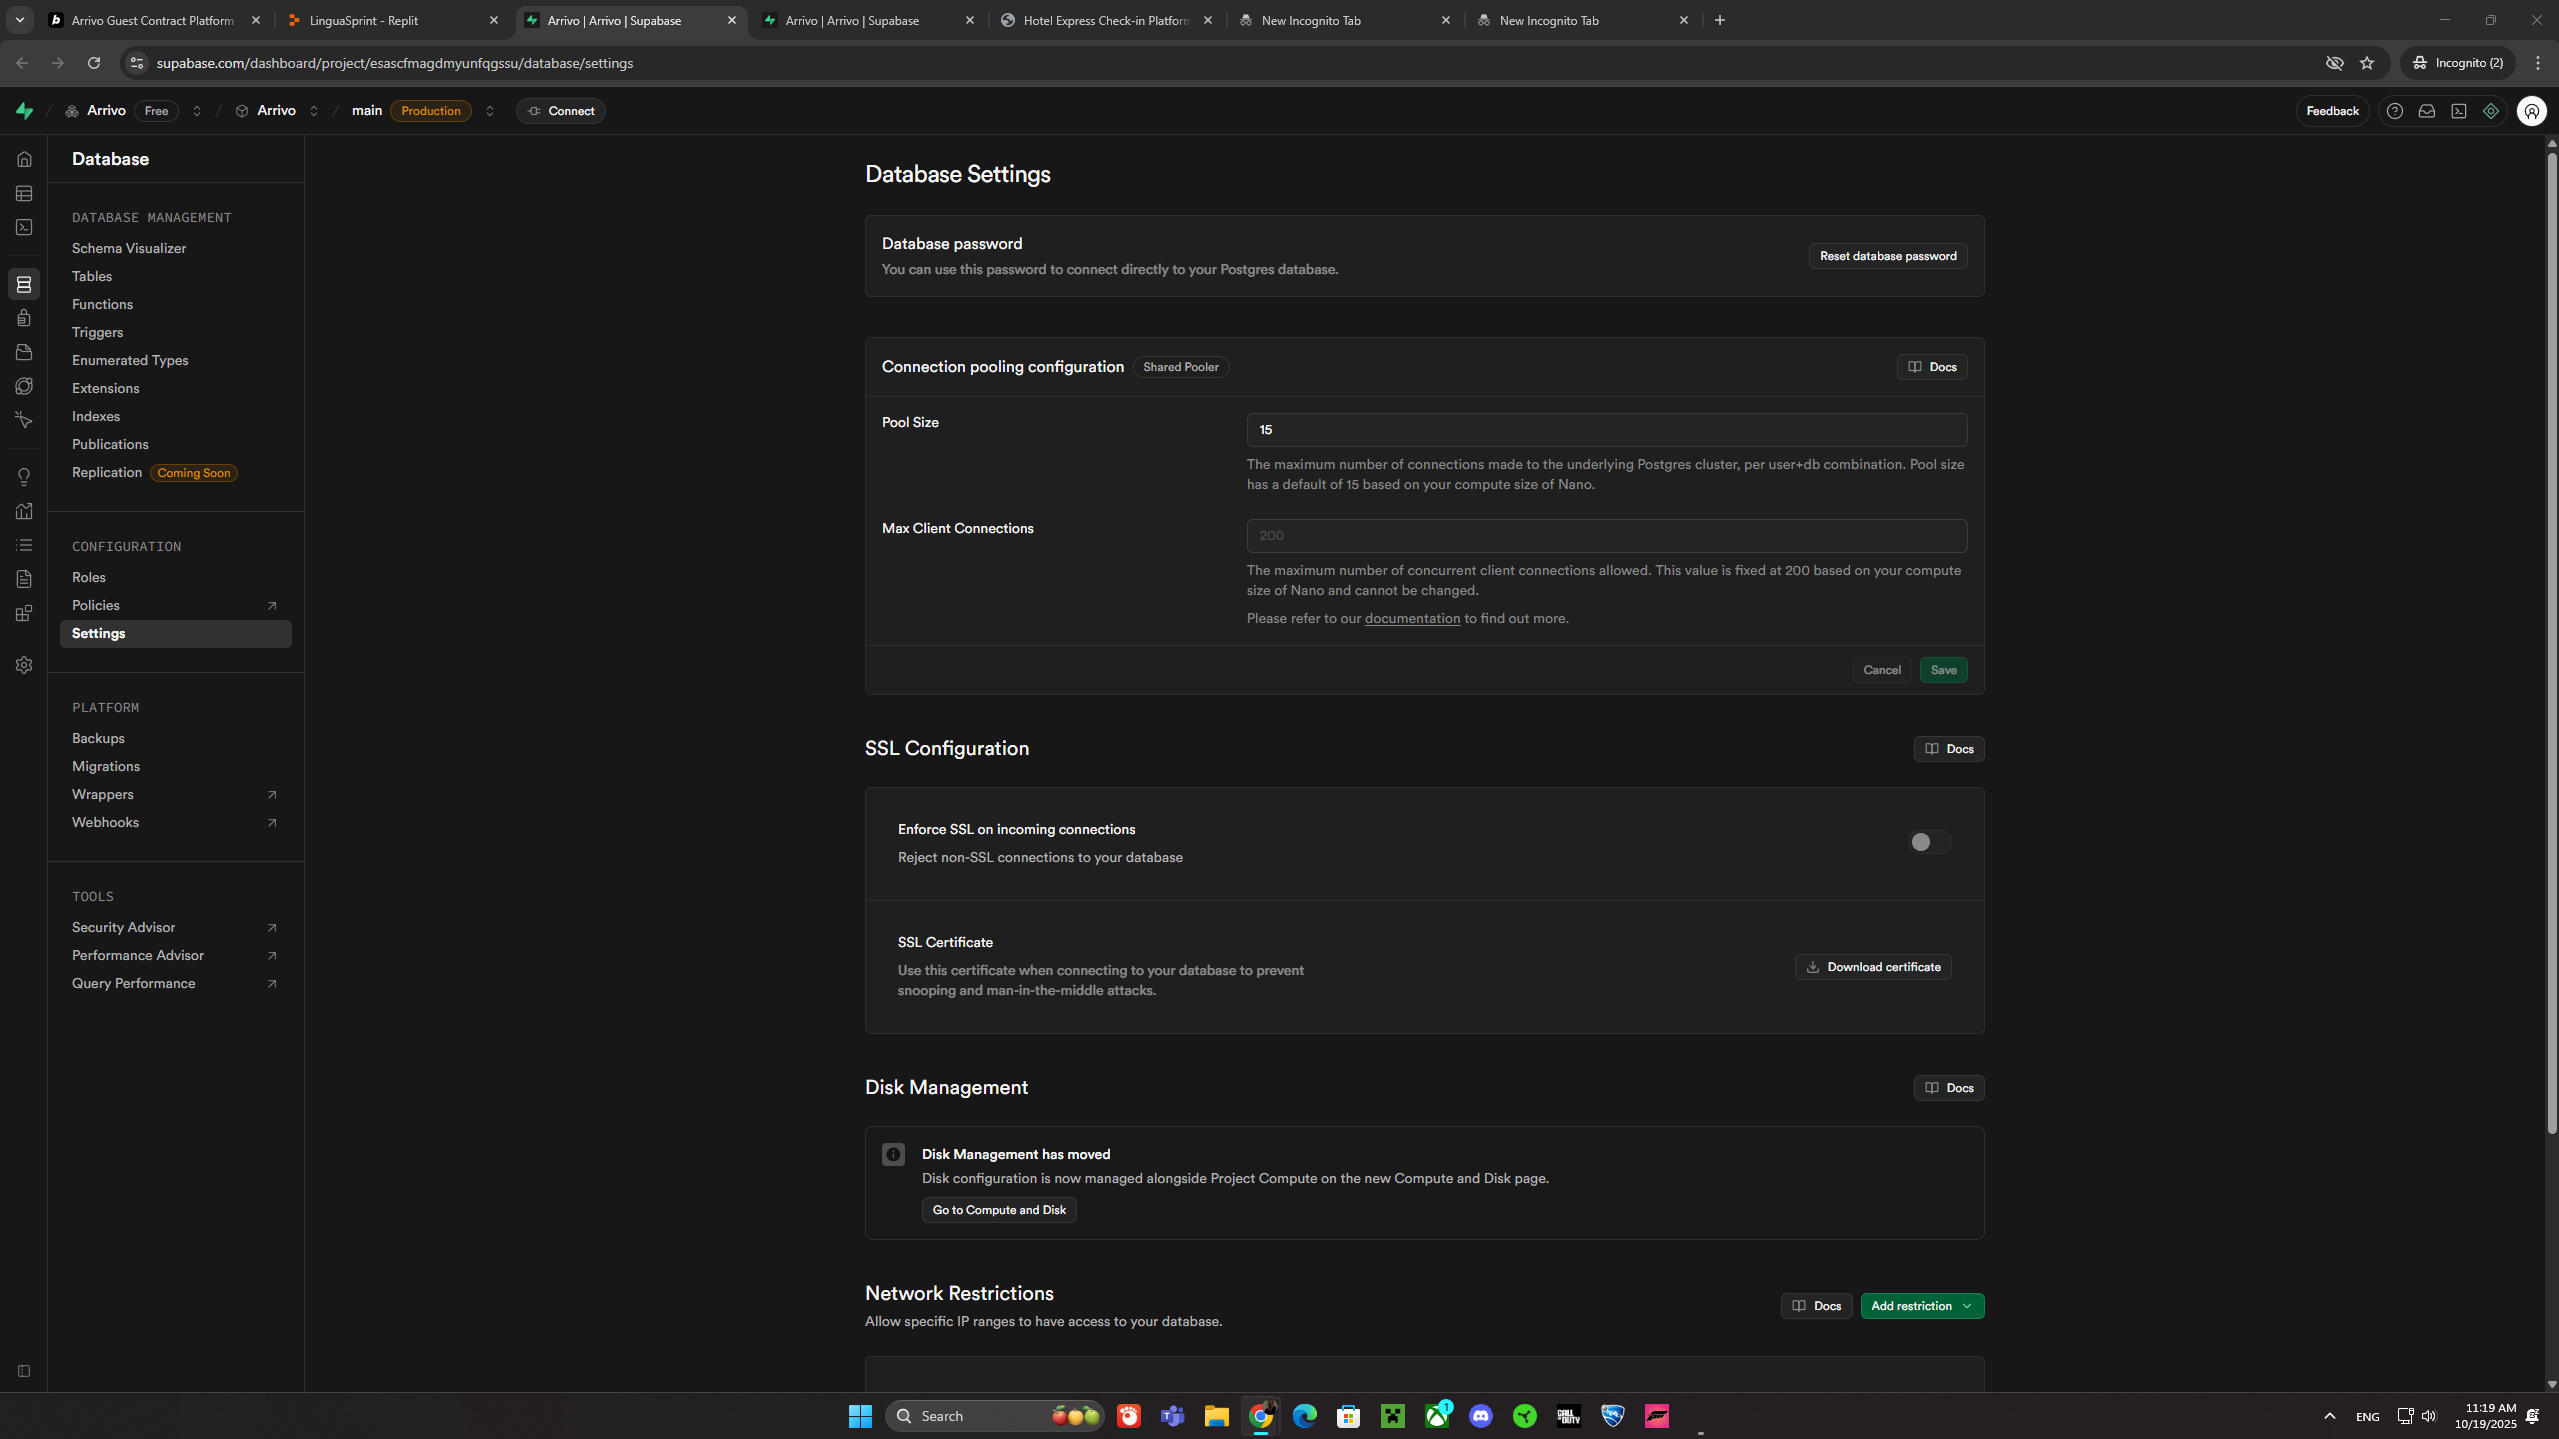 Arrivo Guest Contract Platform
LinguaSprint - Replit
Arrivo | Arrivo | Supabase
Arrivo | Arrivo | Supabase
Hotel Express Check-in Platform
New Incognito Tab
New Incognito Tab
supabase.com/dashboard/project/esascfmagdmyunfqgssu/database/settings
Incognito (2)
Arrivo Free
Arrivo
main Production
Connect
Feedback
Database
DATABASE MANAGEMENT
Schema Visualizer
Tables
Functions
Triggers
Enumerated Types
Extensions
Indexes
Publications
Replication Coming Soon
CONFIGURATION
Roles
Policies
Settings
PLATFORM
Backups
Migrations
Wrappers
Webhooks
TOOLS
Security Advisor
Performance Advisor
Query Performance
Database Settings
Database password
You can use this password to connect directly to your Postgres database.
Reset database password
Connection pooling configuration Shared Pooler
Docs
Pool Size
15
The maximum number of connections made to the underlying Postgres cluster, per user+db combination. Pool size
has a default of 15 based on your compute size of Nano.
Max Client Connections
200
The maximum number of concurrent client connections allowed. This value is fixed at 200 based on your compute
size of Nano and cannot be changed.
Please refer to our documentation to find out more.
Cancel
Save
SSL Configuration
Docs
Enforce SSL on incoming connections
Reject non-SSL connections to your database
SSL Certificate
Use this certificate when connecting to your database to prevent
snooping and man-in-the-middle attacks.
Download certificate
Disk Management
Docs
Disk Management has moved
Disk configuration is now managed alongside Project Compute on the new Compute and Disk page.
Go to Compute and Disk
Network Restrictions
Allow specific IP ranges to have access to your database.
Docs
Add restriction
Search
CALL OF DUTY
1
ENG
11:19 AM
10/19/2025